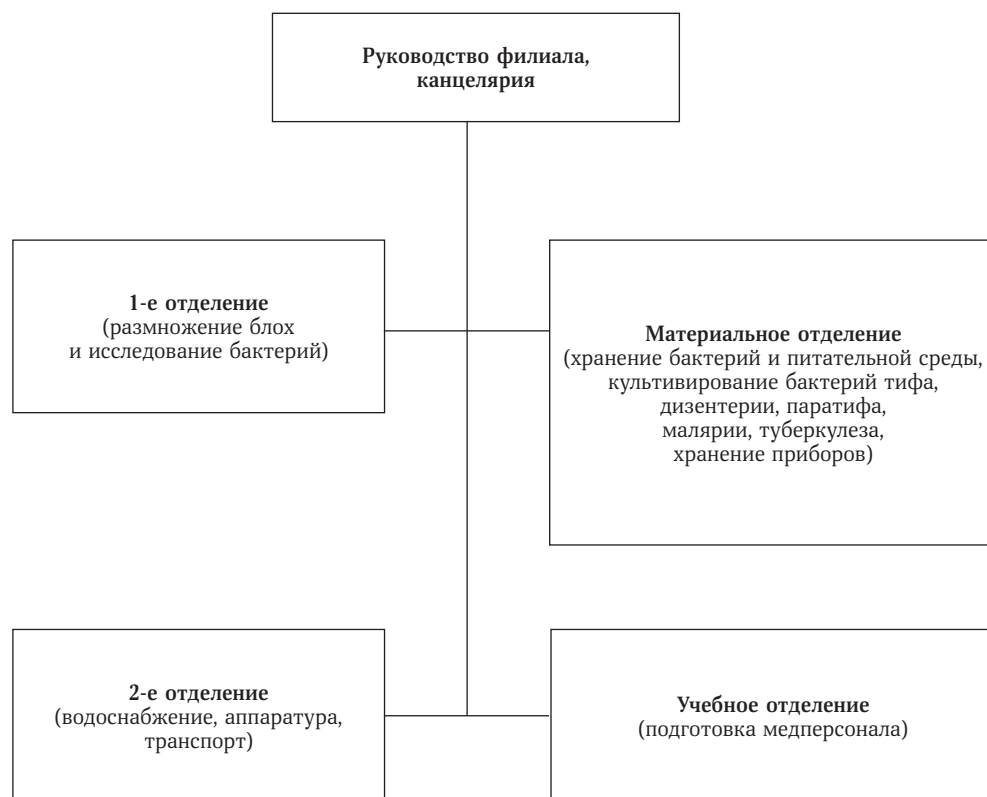 Руководство филиала,
канцелярия
1-е отделение
(размножение блох
и исследование бактерий)
Материальное отделение
(хранение бактерий и питательной среды,
культивирование бактерий тифа,
дизентерии, паратифа,
малярии, туберкулеза,
хранение приборов)
2-е отделение
(водоснабжение, аппаратура,
транспорт)
Учебное отделение
(подготовка медперсонала)